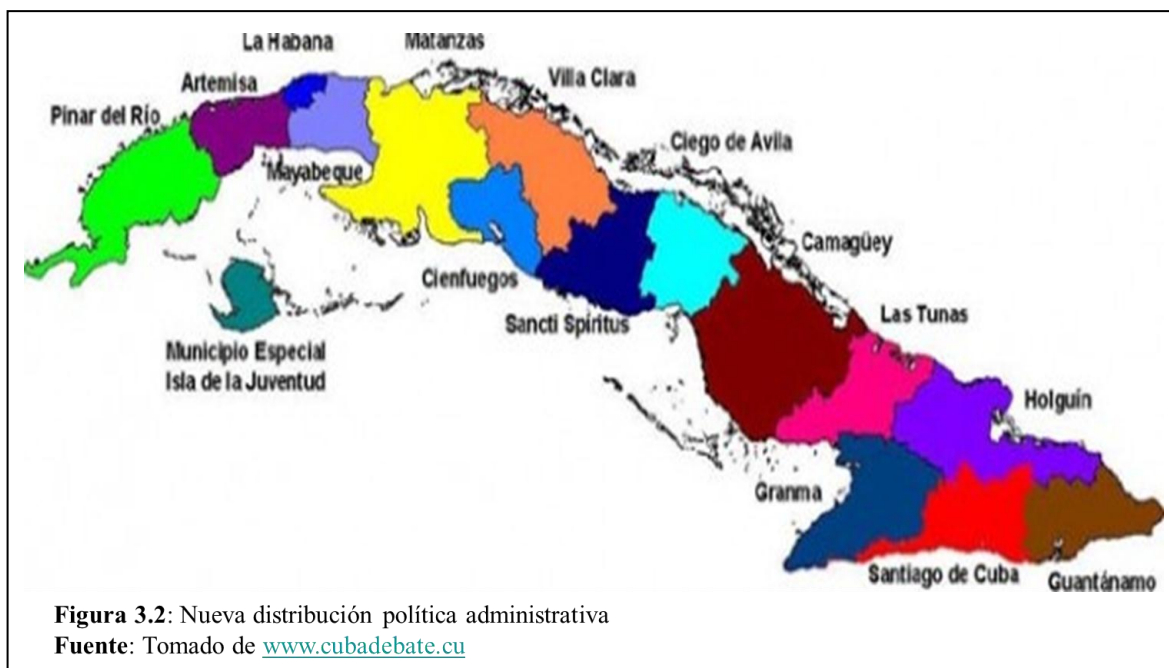 La Habana
Matanzas
Artemisa
Villa Clara
Pinar del Río
Ciego de Avila
Mayabeque
Camagüey
Cienfuegos
Sancti Spíritus
Las Tunas
Municipio Especial
Isla de la Juventud
Holguín
Granma
Santiago de Cuba
Guantánamo
Figura 3.2: Nueva distribución política administrativa
Fuente: Tomado de www.cubadebate.cu